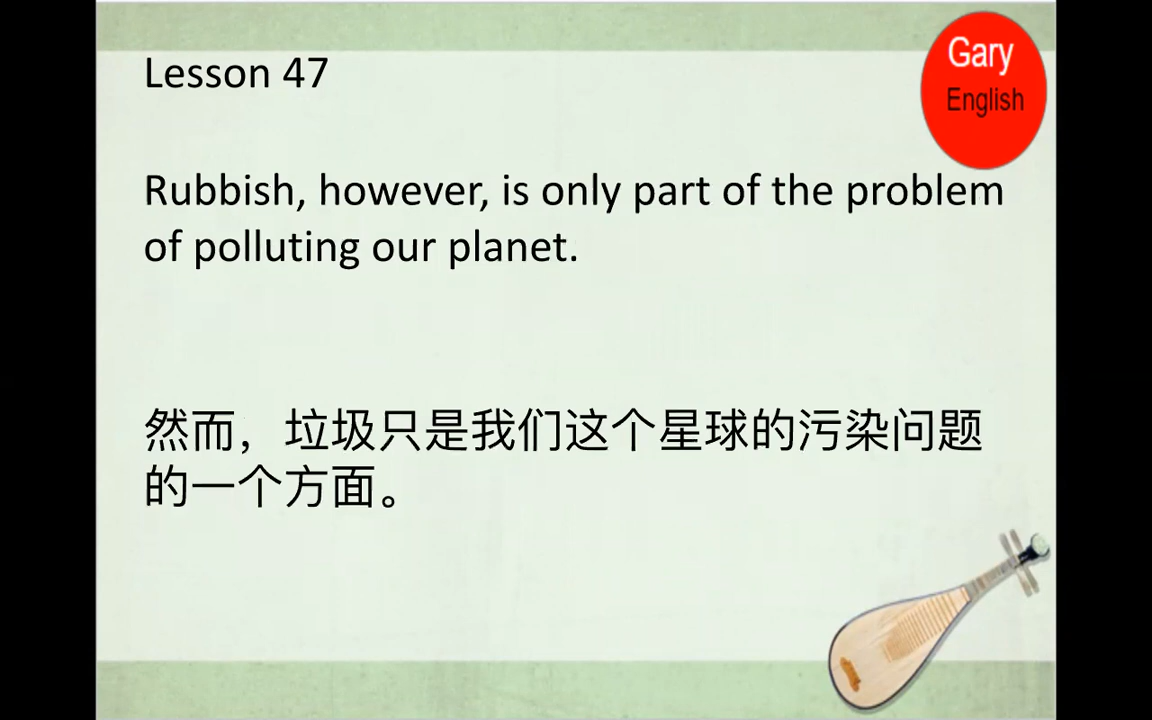 Lesson 47
Gary
English
Rubbish, however, is only part of the problem
of polluting our planet.
然而，垃圾只是我们这个星球的污染问题
的一个方面。